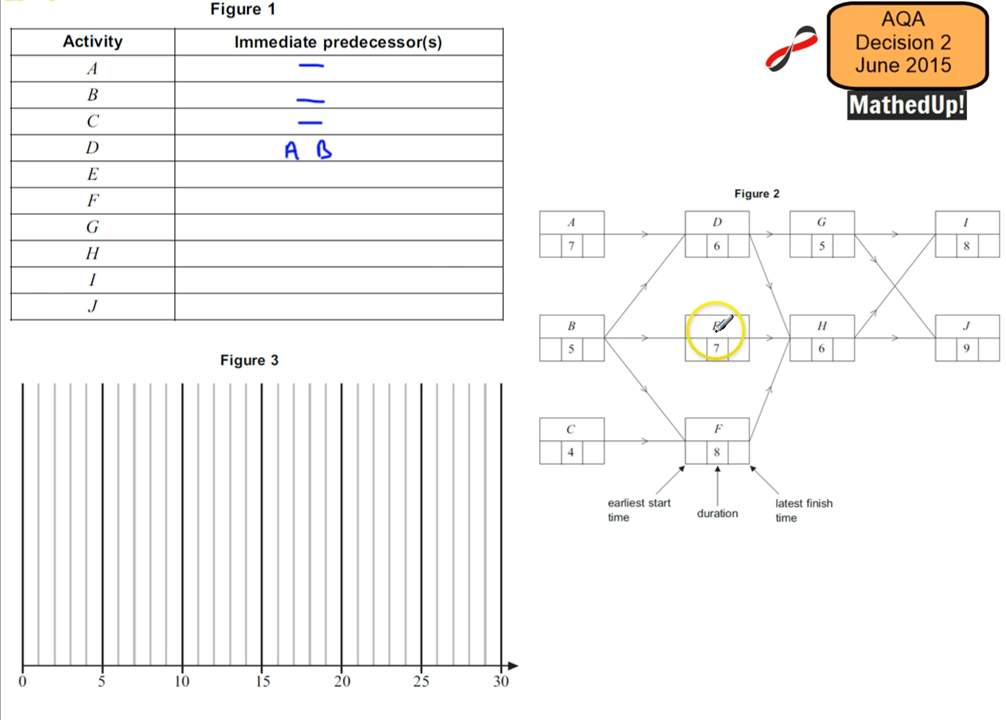 Figure 1
Activity Immediate predecessor(s)
A —
B —
C —
D A B
E
F
G
H
I
J
AQA
Decision 2
June 2015
MathedUp!
Figure 2
A D G I
7 6 5 8
B H J
5 7 6 9
C F
4 8
earliest start time
duration
latest finish time
Figure 3
0 5 10 15 20 25 30